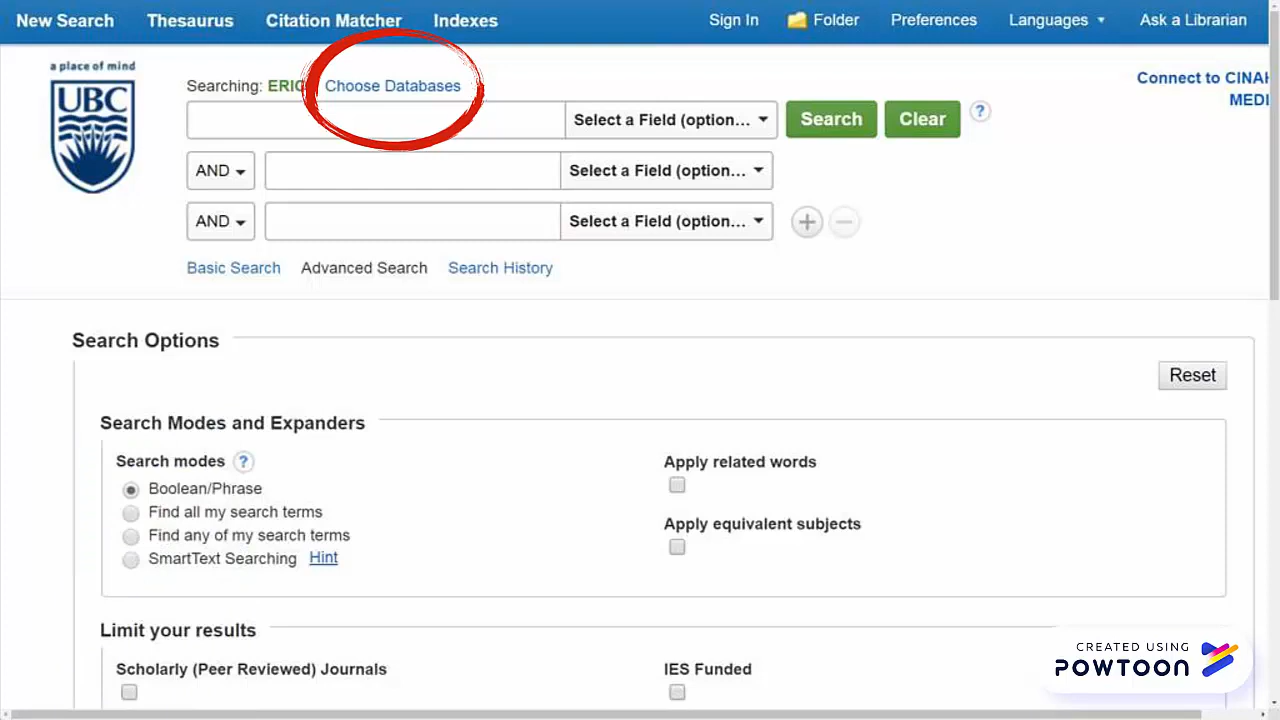 New Search Thesaurus Citation Matcher Indexes Sign In Folder Preferences Languages Ask a Librarian
a place of mind
UBC
Searching: ERIC Choose Databases
Connect to CINAH
MEDL
Select a Field (option... Search Clear ?
AND Select a Field (option...
AND Select a Field (option...
Basic Search Advanced Search Search History
Search Options
Reset
Search Modes and Expanders
Search modes ?
Boolean/Phrase
Find all my search terms
Find any of my search terms
SmartText Searching Hint
Apply related words
Apply equivalent subjects
Limit your results
Scholarly (Peer Reviewed) Journals
IES Funded
CREATED USING
POWTOON